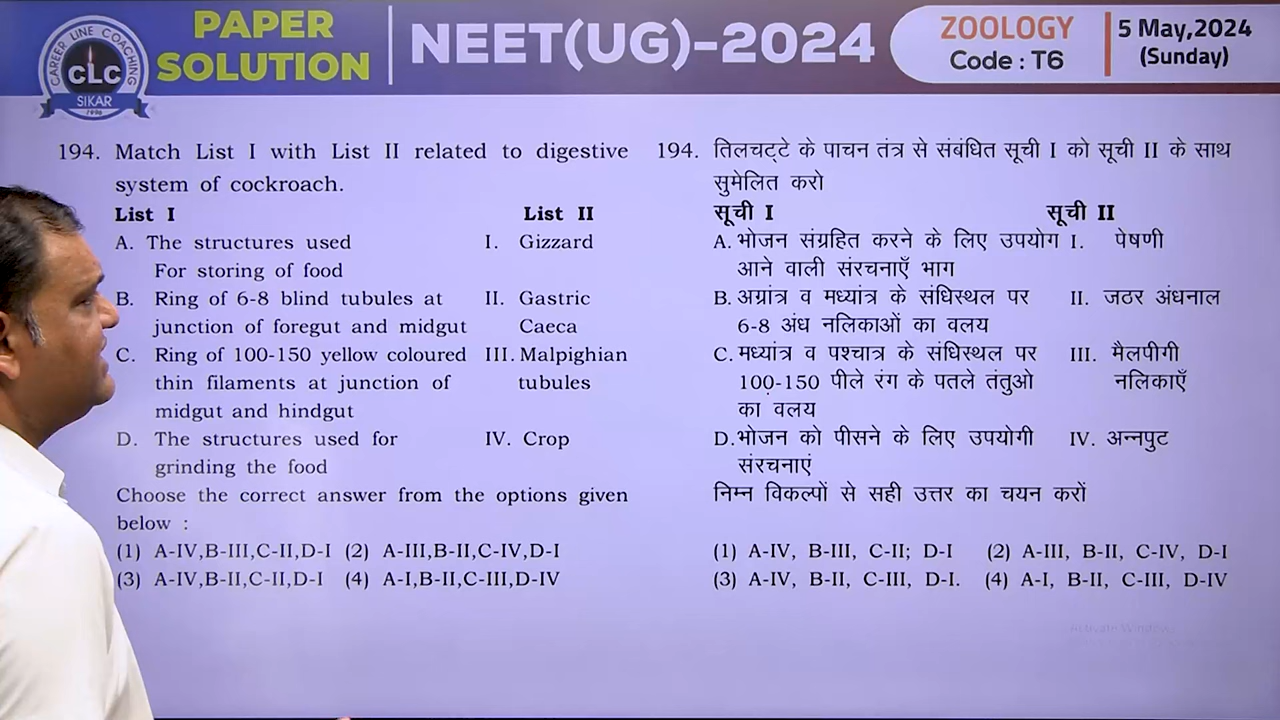 CAREER LINE COACHING
CLC
SIKAR
1996
PAPER
SOLUTION
NEET(UG)-2024
ZOOLOGY
Code : T6
5 May,2024
(Sunday)
194. Match List I with List II related to digestive
system of cockroach.
List I List II
A. The structures used I. Gizzard
For storing of food
B. Ring of 6-8 blind tubules at II. Gastric
junction of foregut and midgut Caeca
C. Ring of 100-150 yellow coloured III. Malpighian
thin filaments at junction of tubules
midgut and hindgut
D. The structures used for IV. Crop
grinding the food
Choose the correct answer from the options given
below :
(1) A-IV,B-III,C-II,D-I (2) A-III,B-II,C-IV,D-I
(3) A-IV,B-II,C-II,D-I (4) A-I,B-II,C-III,D-IV
194. तिलचट्टे के पाचन तंत्र से संबंधित सूची I को सूची II के साथ
सुमेलित करो
सूची I सूची II
A. भोजन संग्रहित करने के लिए उपयोग I. पेषणी
आने वाली संरचनाएँ भाग
B. अग्रांत्र व मध्यांत्र के संधिस्थल पर II. जठर अंधनाल
6-8 अंध नलिकाओं का वलय
C. मध्यांत्र व पश्चात्र के संधिस्थल पर III. मैलपीगी
100-150 पीले रंग के पतले तंतुओ नलिकाएँ
का वलय
D. भोजन को पीसने के लिए उपयोगी IV. अन्नपुट
संरचनाएं
निम्न विकल्पों से सही उत्तर का चयन करों
(1) A-IV, B-III, C-II; D-I (2) A-III, B-II, C-IV, D-I
(3) A-IV, B-II, C-III, D-I. (4) A-I, B-II, C-III, D-IV
Activate Windows